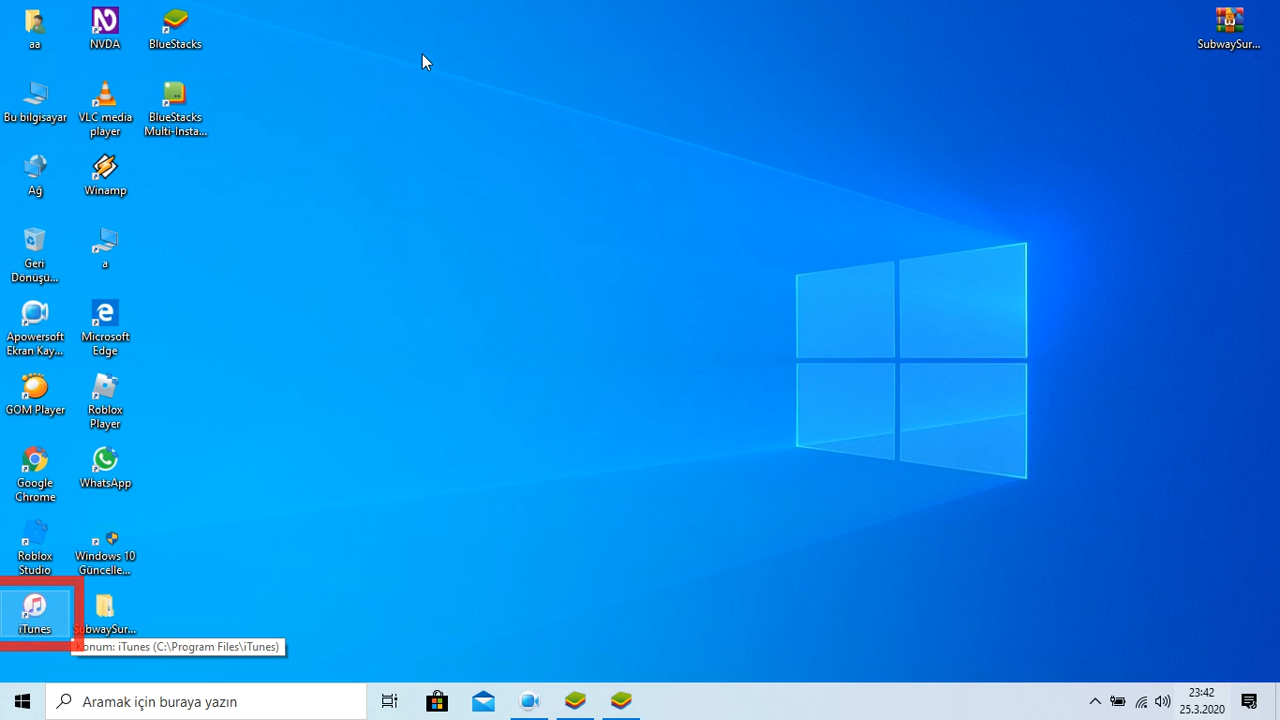 aa
NVDA
BlueStacks
SubwaySur...
Bu bilgisayar
VLC media
player
BlueStacks
Multi-Insta...
Ağ
Winamp
Geri
Dönüşü...
a
Apowersoft
Ekran Kay...
Microsoft
Edge
GOM Player
Roblox
Player
Google
Chrome
WhatsApp
Roblox
Studio
Windows 10
Güncelle...
iTunes
SubwaySur...
Konum: iTunes (C:\Program Files\iTunes)
Aramak için buraya yazın
23:42
25.3.2020